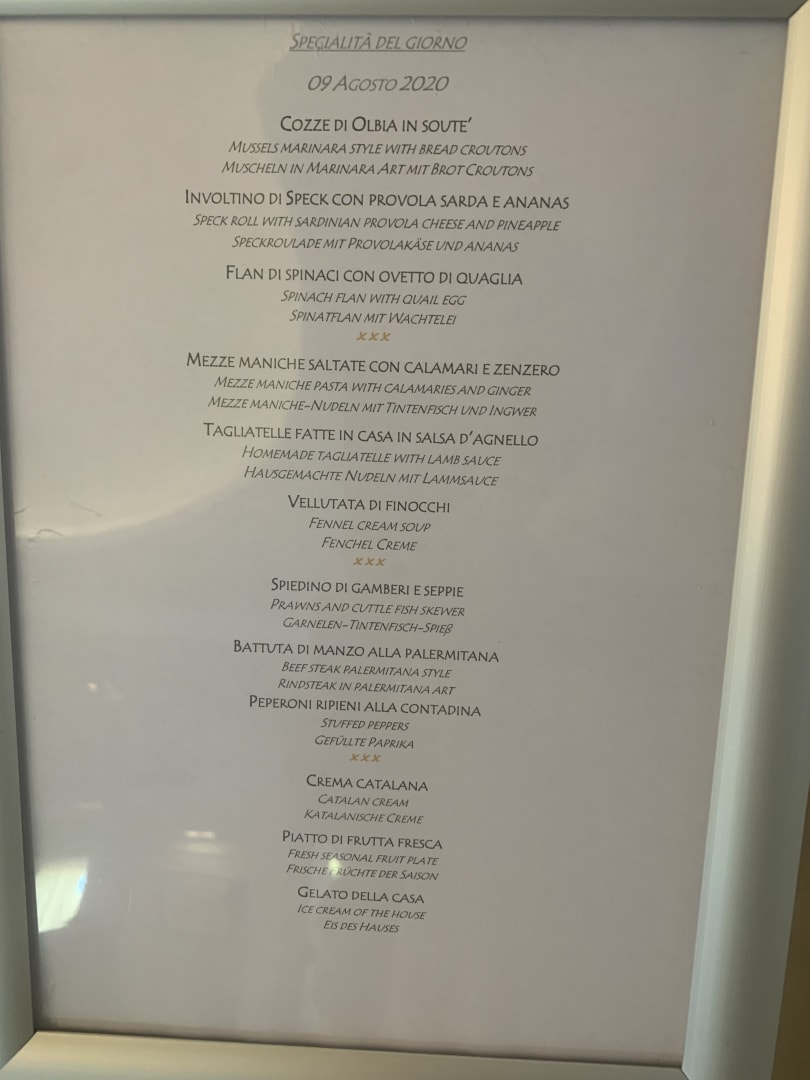 Specialità del giorno
09 Agosto 2020
Cozze di Olbia in soute'
Mussels marinara style with bread croutons
Muscheln in Marinara Art mit Brot Croutons
Involtino di Speck con provola sarda e ananas
Speck roll with sardinian provola cheese and pineapple
Speckroulade mit Provolakäse und ananas
Flan di spinaci con ovetto di quaglia
Spinach flan with quail egg
Spinatflan mit Wachtelei
xxx
Mezze maniche saltate con calamari e zenzero
Mezze maniche pasta with calamaries and ginger
Mezze maniche-Nudeln mit Tintenfisch und Ingwer
Tagliatelle fatte in casa in salsa d'agnello
Homemade tagliatelle with lamb sauce
Hausgemachte Nudeln mit Lammsauce
Vellutata di finocchi
Fennel cream soup
Fenchel Creme
xxx
Spiedino di gamberi e seppie
Prawns and cuttle fish skewer
Garnelen-Tintenfisch-Spieß
Battuta di manzo alla palermitana
Beef steak palermitana style
Rindsteak in palermitana art
Peperoni ripieni alla contadina
Stuffed peppers
Gefüllte Paprika
xxx
Crema catalana
Catalan cream
Katalanische Creme
Piatto di frutta fresca
Fresh seasonal fruit plate
Frische Früchte der Saison
Gelato della casa
Ice cream of the house
Eis des Hauses